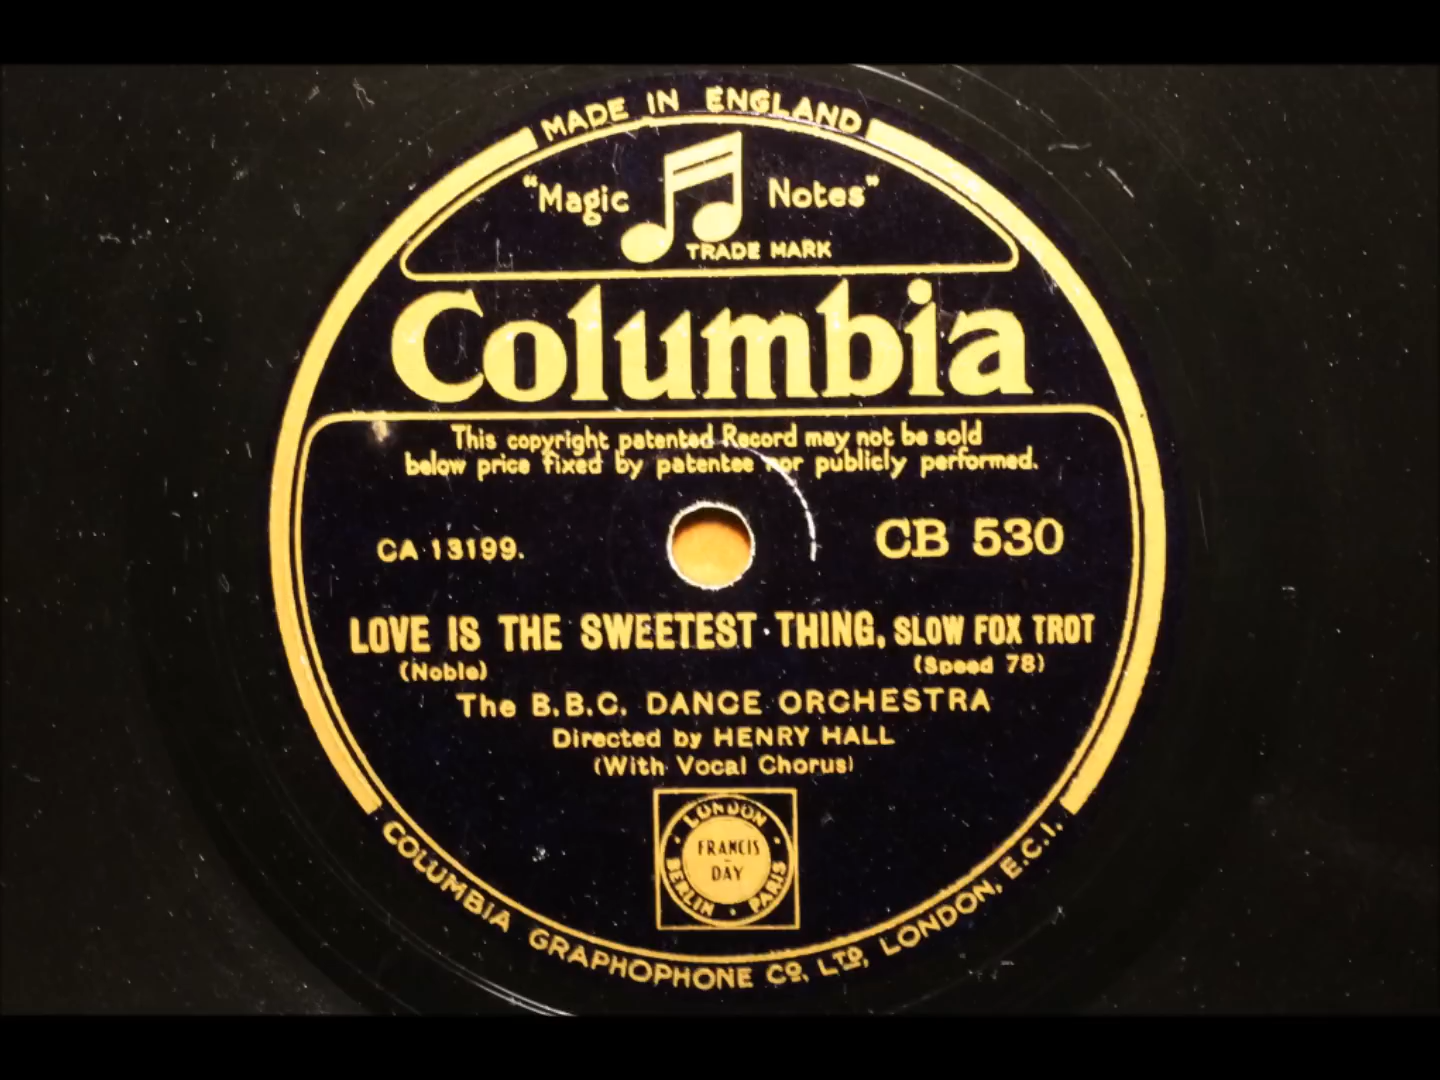 MADE IN ENGLAND
"Magic Notes"
TRADE MARK
Columbia
This copyright patented Record may not be sold
below price fixed by patentee nor publicly performed.
CA 13199.
CB 530
LOVE IS THE SWEETEST THING, SLOW FOX TROT
(Noble)
(Speed 78)
The B.B.C. DANCE ORCHESTRA
Directed by HENRY HALL
(With Vocal Chorus)
LONDON
FRANCIS
DAY
BERLIN
PARIS
COLUMBIA GRAPHOPHONE Co, LTD, LONDON, E.C.1.